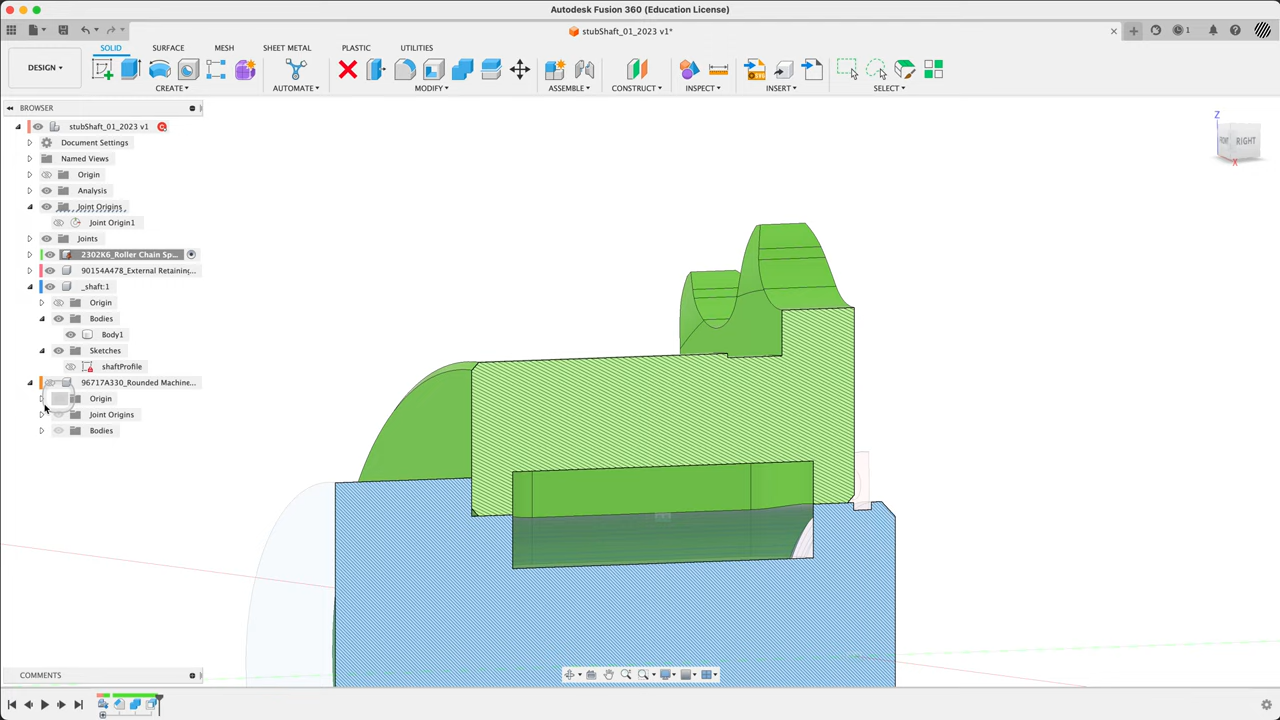 Autodesk Fusion 360 (Education License)
stubShaft_01_2023 v1*
1
DESIGN
SOLID
SURFACE
MESH
SHEET METAL
PLASTIC
UTILITIES
CREATE
AUTOMATE
MODIFY
ASSEMBLE
CONSTRUCT
INSPECT
INSERT
SELECT
BROWSER
stubShaft_01_2023 v1
Document Settings
Named Views
Origin
Analysis
Joint Origins
Joint Origin1
Joints
2302K6_Roller Chain Sp...
90154A478_External Retaining...
_shaft:1
Origin
Bodies
Body1
Sketches
shaftProfile
96717A330_Rounded Machine...
Origin
Joint Origins
Bodies
Z
FRONT
RIGHT
X
COMMENTS